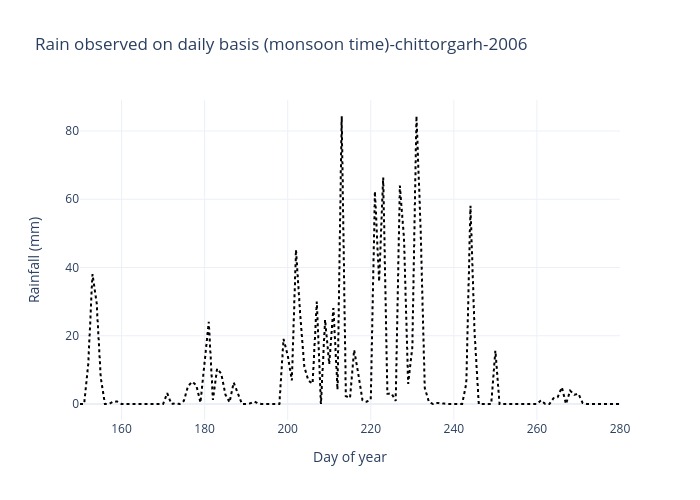 Rain observed on daily basis (monsoon time)-chittorgarh-2006
Rainfall (mm)
80
60
40
20
0
160 180 200 220 240 260 280
Day of year